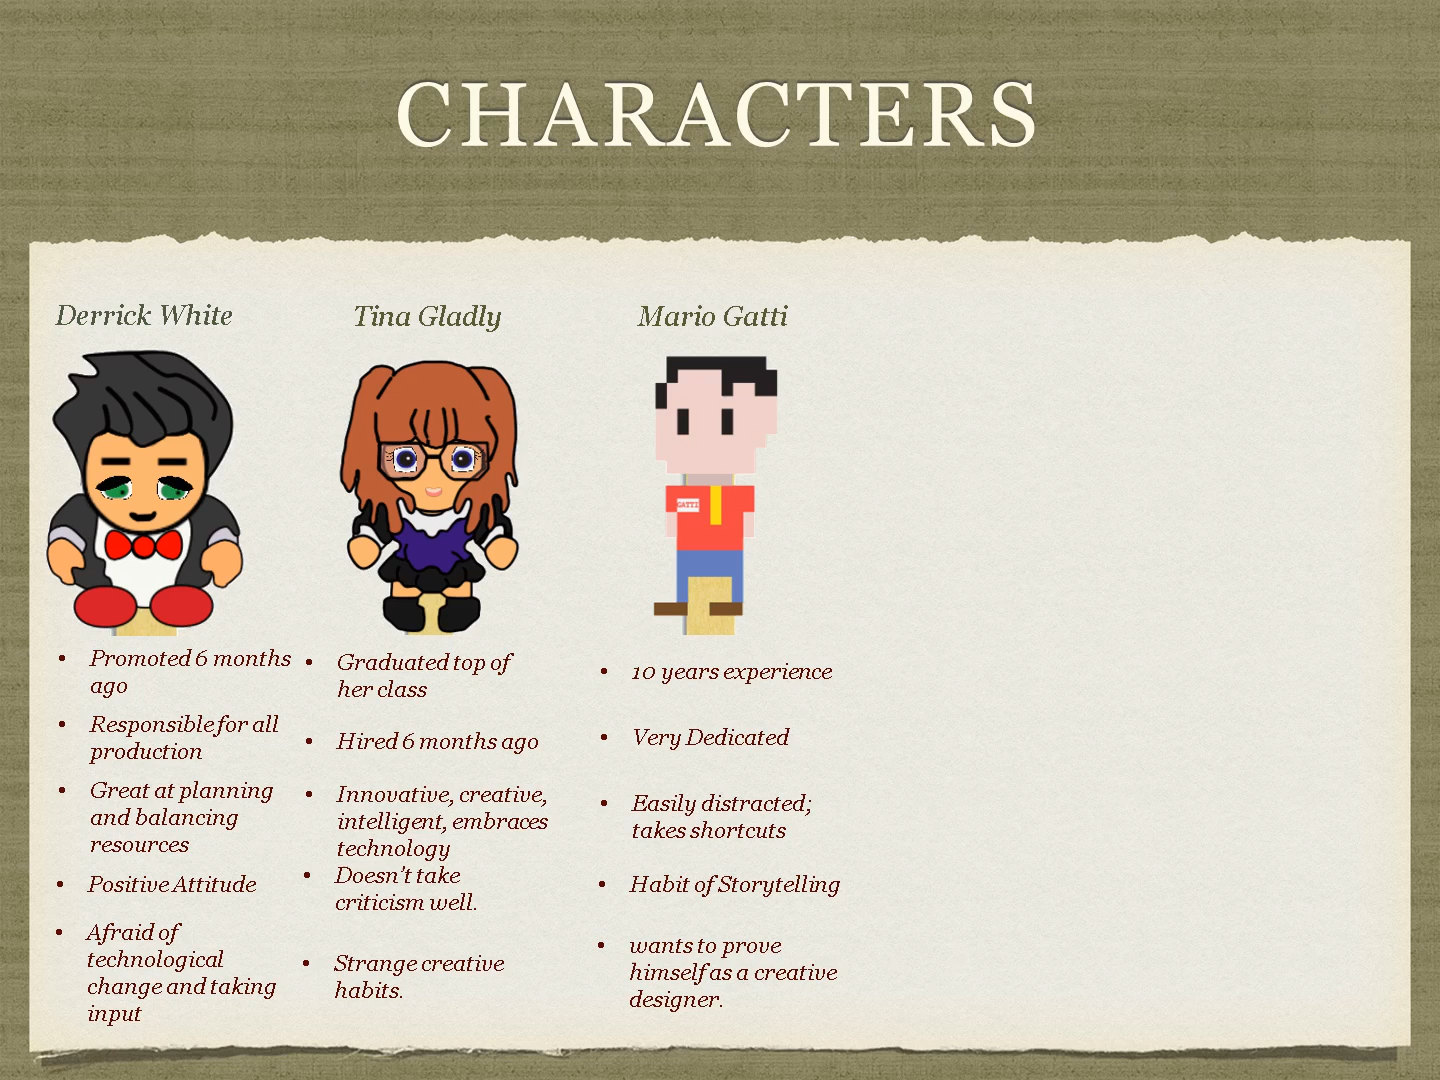 CHARACTERS
Derrick White
Tina Gladly
Mario Gatti
GATTI
• Promoted 6 months
ago
• Responsible for all
production
• Great at planning
and balancing
resources
• Positive Attitude
• Afraid of
technological
change and taking
input
• Graduated top of
her class
• Hired 6 months ago
• Innovative, creative,
intelligent, embraces
technology
• Doesn't take
criticism well.
• Strange creative
habits.
• 10 years experience
• Very Dedicated
• Easily distracted;
takes shortcuts
• Habit of Storytelling
• wants to prove
himself as a creative
designer.